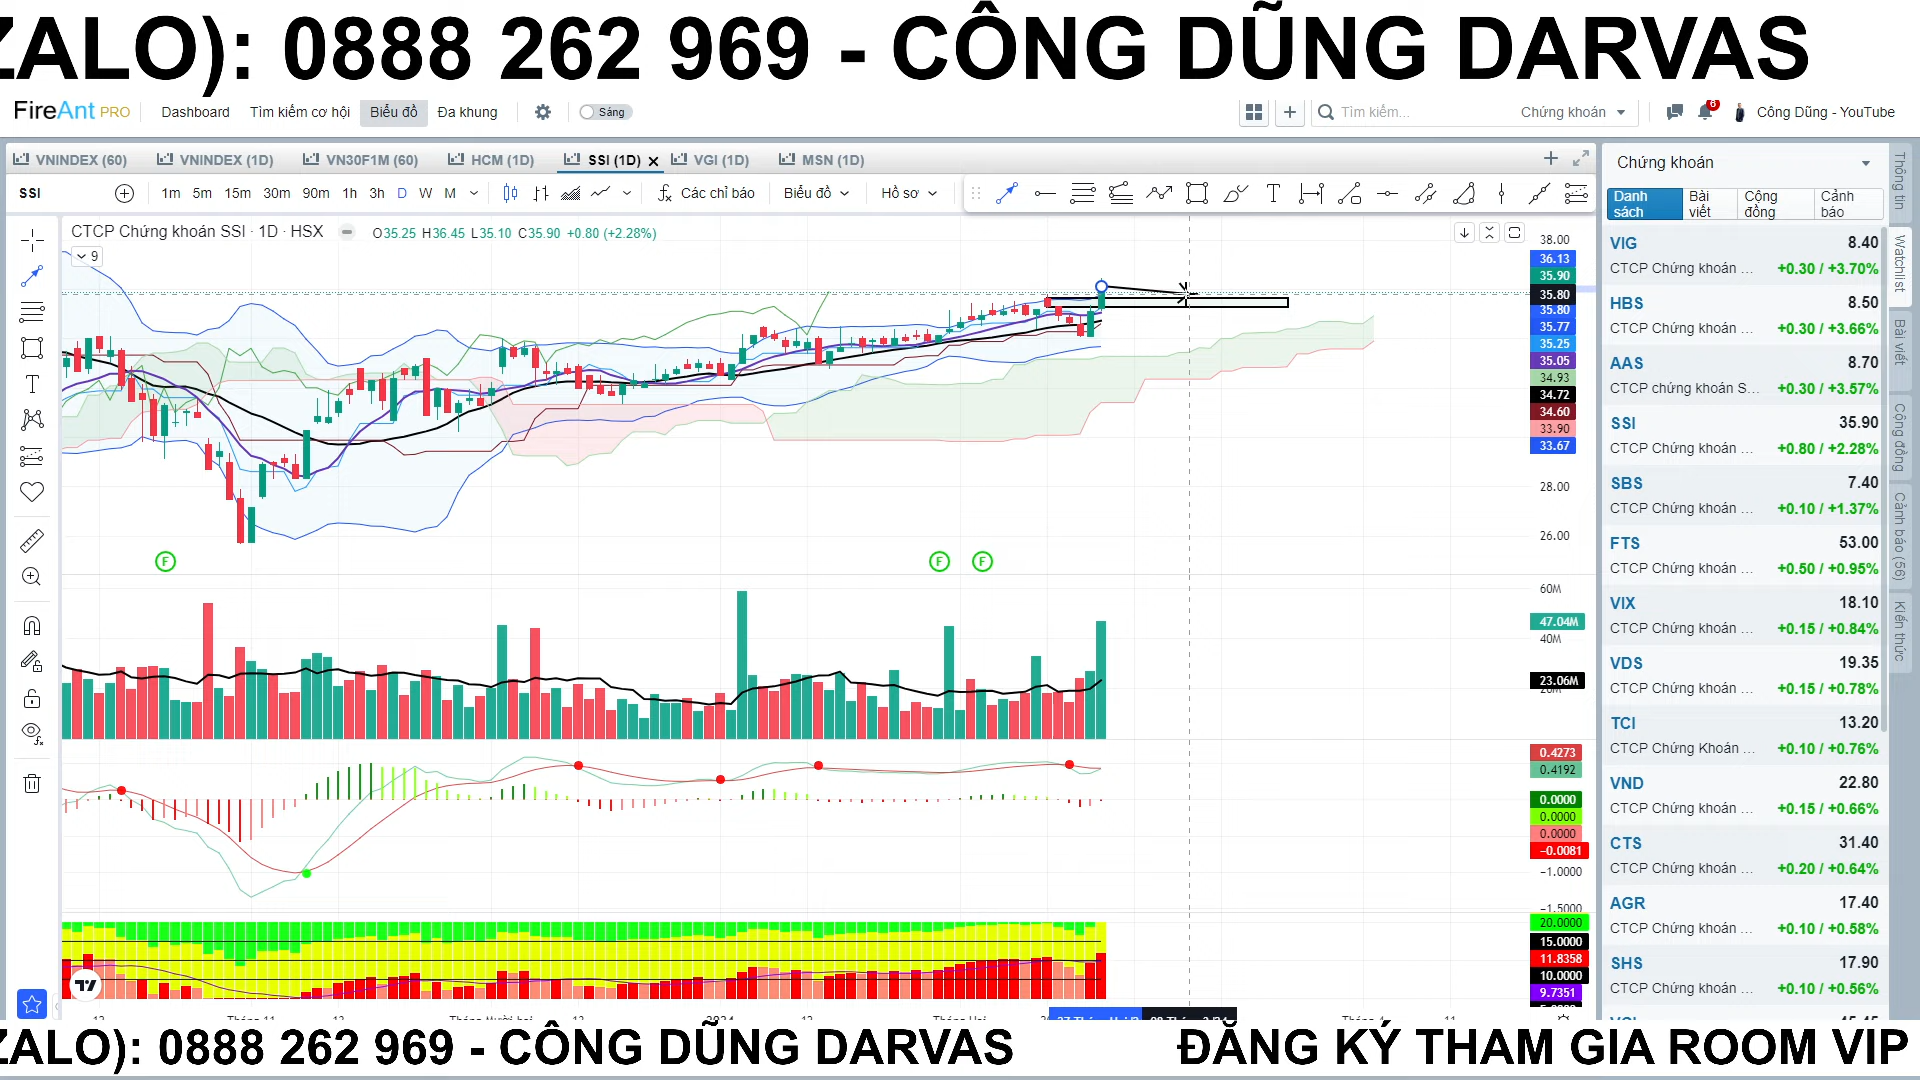 ZALO): 0888 262 969 - CÔNG DŨNG DARVAS
FireAnt PRO Dashboard Tìm kiếm cơ hội Biểu đồ Đa khung Sáng Tìm kiếm... Chứng khoán 6 Công Dũng - YouTube
VNINDEX (60) VNINDEX (1D) VN30F1M (60) HCM (1D) SSI (1D) VGI (1D) MSN (1D)
SSI 1m 5m 15m 30m 90m 1h 3h D W M Các chỉ báo Biểu đồ Hồ sơ
CTCP Chứng khoán SSI · 1D · HSX O35.25 H36.45 L35.10 C35.90 +0.80 (+2.28%)
9
38.00
36.13
35.90
35.80
35.80
35.77
35.25
35.05
34.93
34.72
34.60
33.90
33.67
28.00
26.00
F F F
60M
47.04M
40M
23.06M
20M
0.4273
0.4192
0.0000
0.0000
0.0000
−0.0081
−1.0000
−1.5000
20.0000
15.0000
11.8358
10.0000
9.7351
Chứng khoán
Danh sách Bài viết Cộng đồng Cảnh báo
VIG 8.40
CTCP Chứng khoán ... +0.30 / +3.70%
HBS 8.50
CTCP Chứng khoán ... +0.30 / +3.66%
AAS 8.70
CTCP chứng khoán S... +0.30 / +3.57%
SSI 35.90
CTCP Chứng khoán ... +0.80 / +2.28%
SBS 7.40
CTCP Chứng khoán ... +0.10 / +1.37%
FTS 53.00
CTCP Chứng khoán ... +0.50 / +0.95%
VIX 18.10
CTCP Chứng khoán ... +0.15 / +0.84%
VDS 19.35
CTCP Chứng khoán ... +0.15 / +0.78%
TCI 13.20
CTCP Chứng Khoán ... +0.10 / +0.76%
VND 22.80
CTCP Chứng khoán ... +0.15 / +0.66%
CTS 31.40
CTCP Chứng khoán ... +0.20 / +0.64%
AGR 17.40
CTCP Chứng khoán ... +0.10 / +0.58%
SHS 17.90
CTCP Chứng khoán ... +0.10 / +0.56%
Thông tin
Watchlist
Bài viết
Cộng đồng
Cảnh báo (56)
Kiến thức
ZALO): 0888 262 969 - CÔNG DŨNG DARVAS ĐĂNG KÝ THAM GIA ROOM VIP